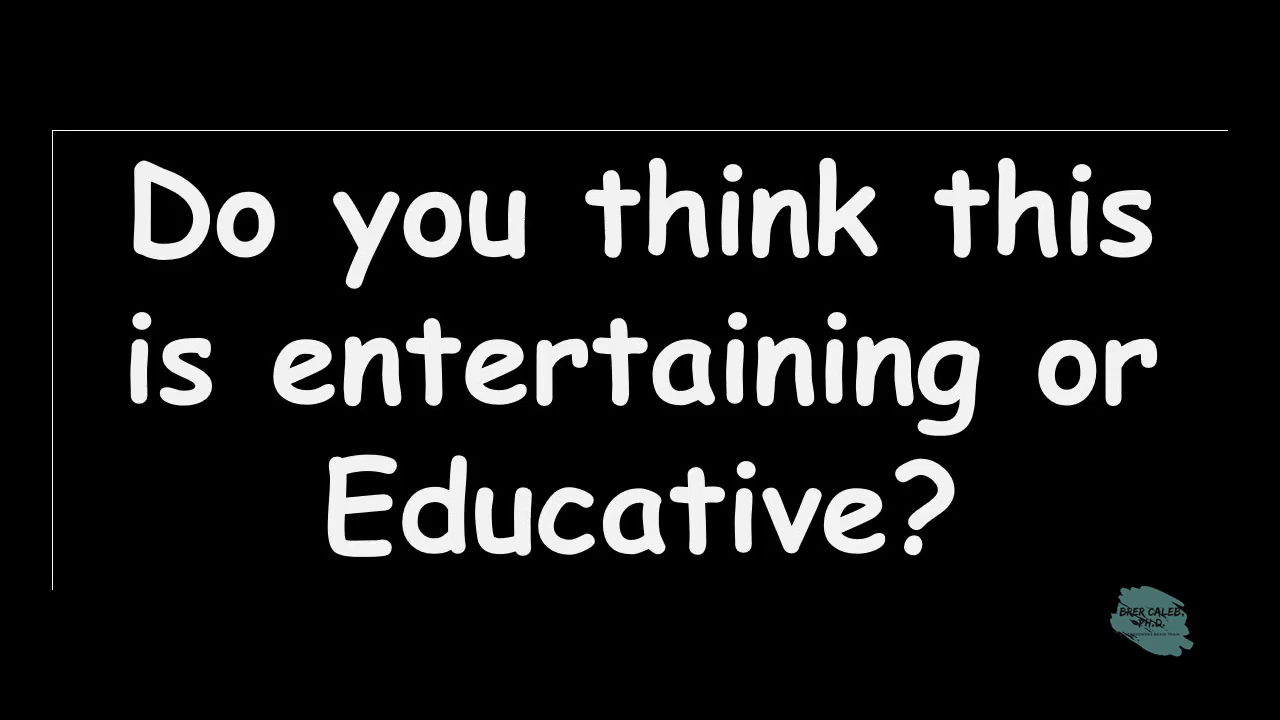 Do you think this
is entertaining or
Educative?
BRER CALEB,
PH.D.